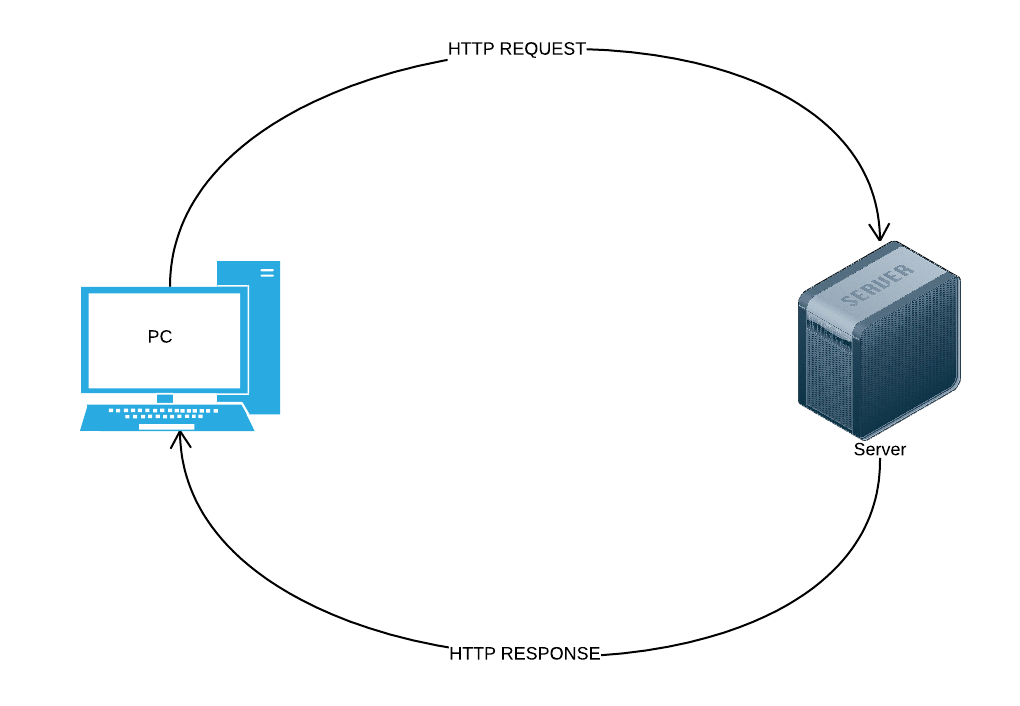 HTTP REQUEST
SERVER
PC
Server
HTTP RESPONSE